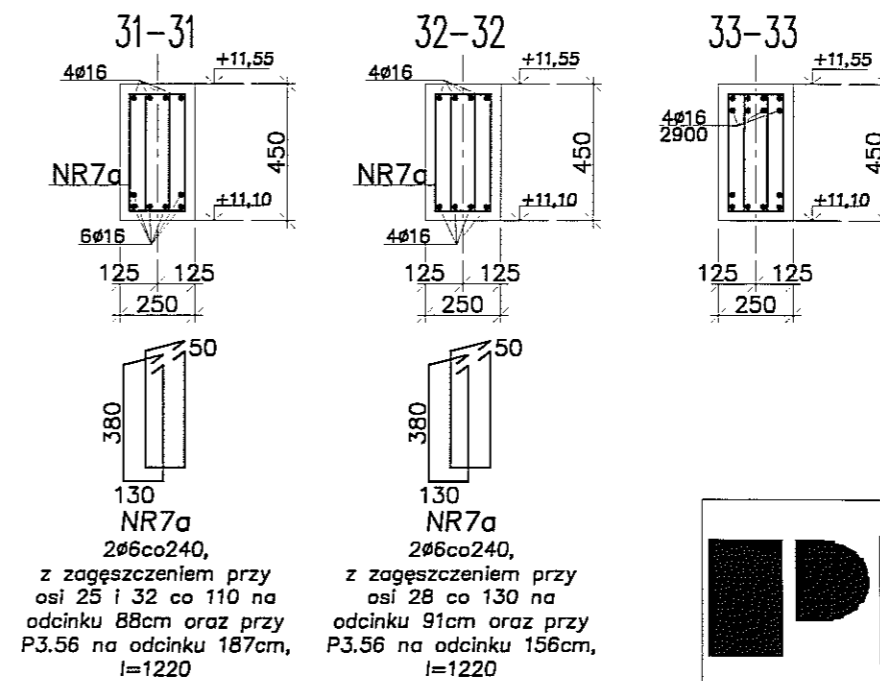 31-31
+11,55
4ø16
450
NR7a
+11,10
6ø16
125 125
250
50
380
130
NR7a
2ø6co240,
z zagęszczeniem przy
osi 25 i 32 co 110 na
odcinku 88cm oraz przy
P3.56 na odcinku 187cm,
l=1220
32-32
+11,55
4ø16
450
NR7a
+11,10
4ø16
125 125
250
50
380
130
NR7a
2ø6co240,
z zagęszczeniem przy
osi 28 co 130 na
odcinku 91cm oraz przy
P3.56 na odcinku 156cm,
l=1220
33-33
+11,55
4ø16
2900
450
+11,10
125 125
250